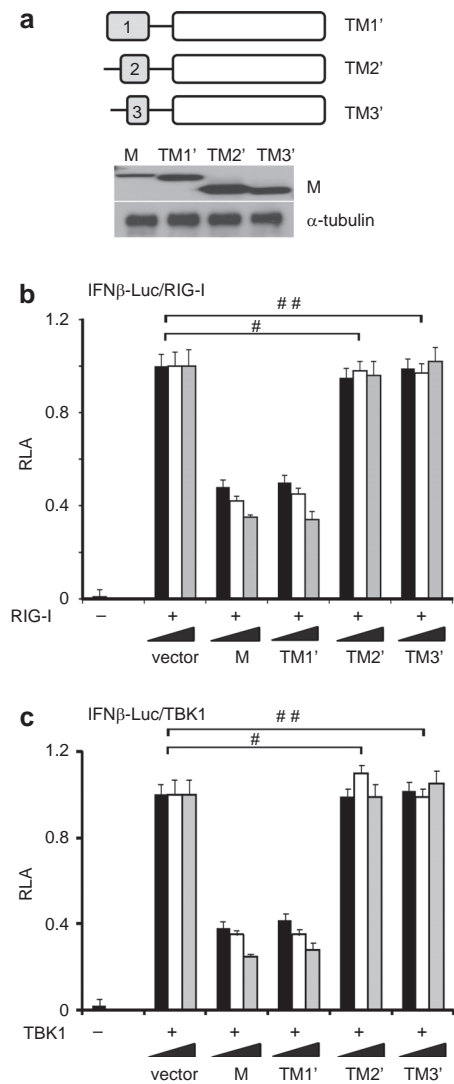 a
1 TM1'
2 TM2'
3 TM3'
M TM1' TM2' TM3'
M
α-tubulin
b
IFNβ-Luc/RIG-I
# #
#
1.2
0.8
0.4
0
RLA
RIG-I – + + + + +
vector M TM1' TM2' TM3'
c
IFNβ-Luc/TBK1
# #
#
1.2
0.8
0.4
0
RLA
TBK1 – + + + + +
vector M TM1' TM2' TM3'